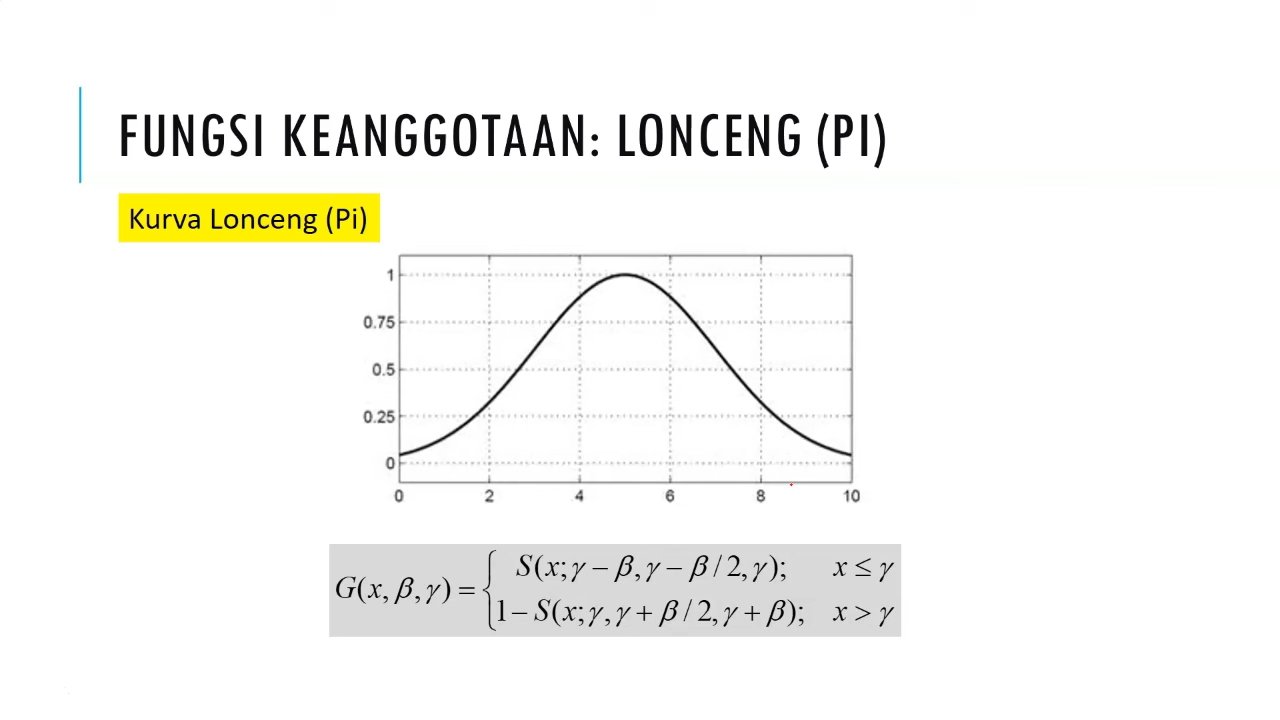 FUNGSI KEANGGOTAAN: LONCENG (PI)
Kurva Lonceng (Pi)
1
0.75
0.5
0.25
0
0 2 4 6 8 10
G(x, β, γ) = { S(x; γ − β, γ − β / 2, γ); x ≤ γ
1 − S(x; γ, γ + β / 2, γ + β); x > γ